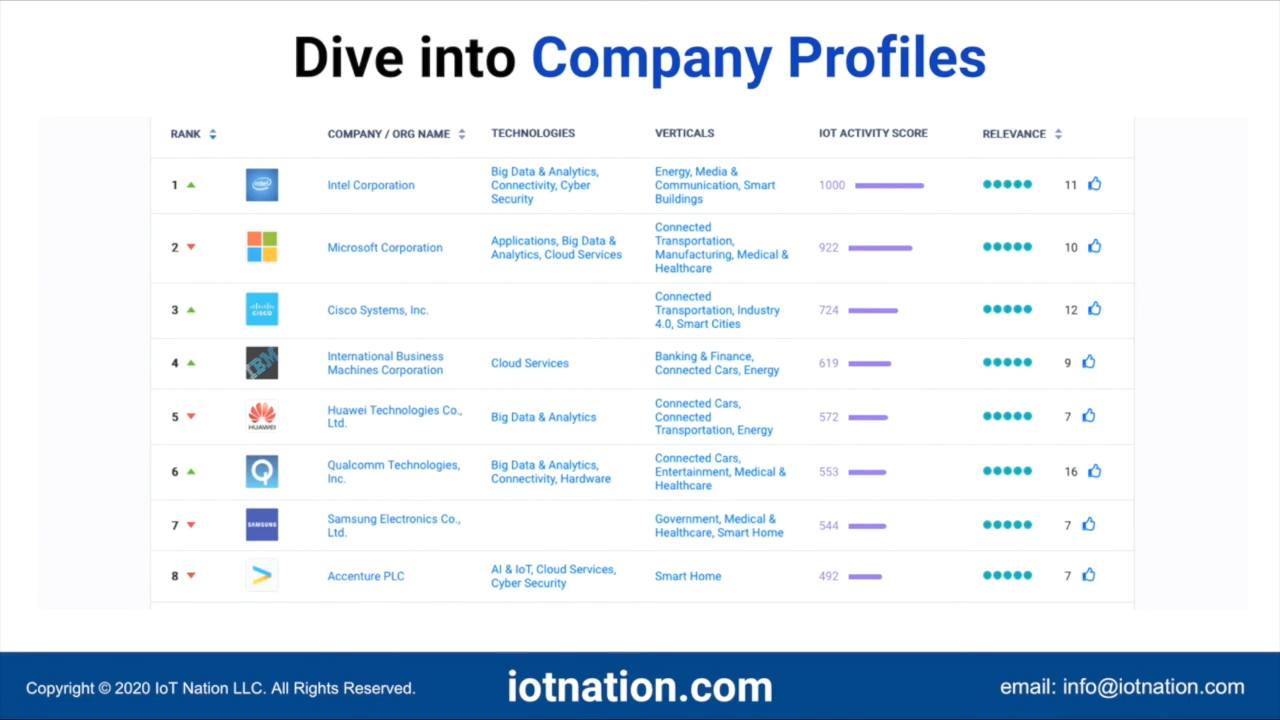 Dive into Company Profiles
RANK COMPANY / ORG NAME TECHNOLOGIES VERTICALS IOT ACTIVITY SCORE RELEVANCE
1
intel
Intel Corporation
Big Data & Analytics,
Connectivity, Cyber
Security
Energy, Media &
Communication, Smart
Buildings
1000
11
2
Microsoft Corporation
Applications, Big Data &
Analytics, Cloud Services
Connected
Transportation,
Manufacturing, Medical &
Healthcare
922
10
3
CISCO
Cisco Systems, Inc.
Connected
Transportation, Industry
4.0, Smart Cities
724
12
4
IBM
International Business
Machines Corporation
Cloud Services
Banking & Finance,
Connected Cars, Energy
619
9
5
HUAWEI
Huawei Technologies Co.,
Ltd.
Big Data & Analytics
Connected Cars,
Connected
Transportation, Energy
572
7
6
Qualcomm Technologies,
Inc.
Big Data & Analytics,
Connectivity, Hardware
Connected Cars,
Entertainment, Medical &
Healthcare
553
16
7
SAMSUNG
Samsung Electronics Co.,
Ltd.
Government, Medical &
Healthcare, Smart Home
544
7
8
Accenture PLC
AI & IoT, Cloud Services,
Cyber Security
Smart Home
492
7
Copyright © 2020 IoT Nation LLC. All Rights Reserved.
iotnation.com
email: info@iotnation.com